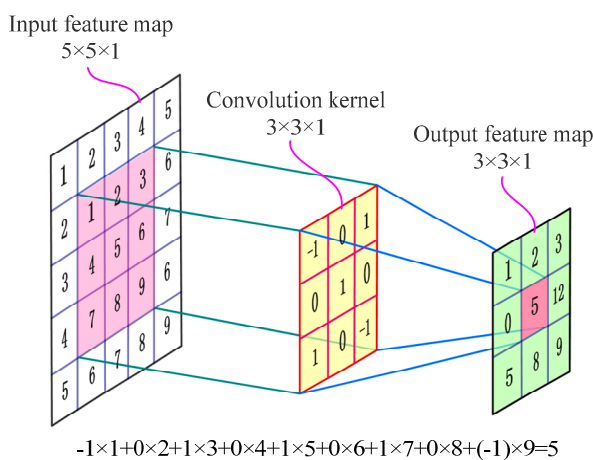 Input feature map
5×5×1
Convolution kernel
3×3×1
Output feature map
3×3×1
1 2 3 4 5
2 1 2 3 6
3 4 5 6 7
4 7 8 9 6
5 6 7 8 9
-1 0 1
0 1 0
1 0 -1
1 2 3
0 5 12
5 8 9
-1×1+0×2+1×3+0×4+1×5+0×6+1×7+0×8+(-1)×9=5